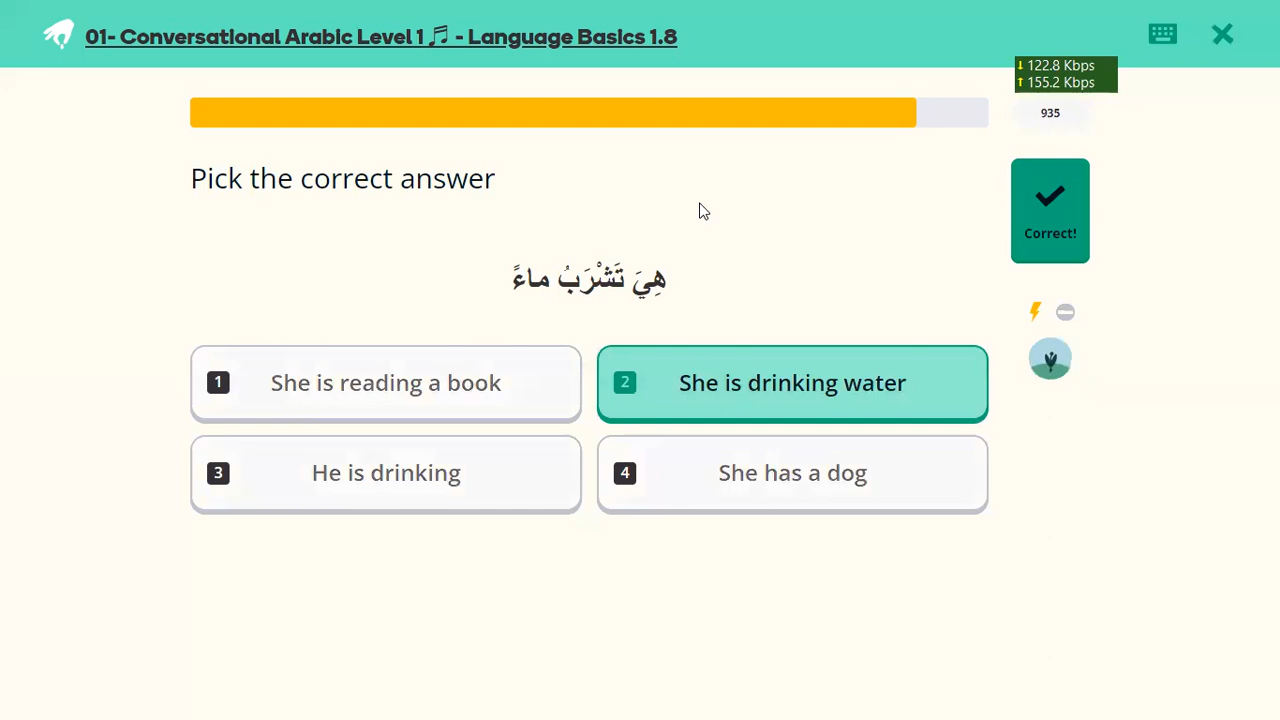 01- Conversational Arabic Level 1 🎵 - Language Basics 1.8
↓ 122.8 Kbps
↑ 155.2 Kbps
935
Pick the correct answer
Correct!
هِيَ تَشْرَبُ ماءً
1 She is reading a book
2 She is drinking water
3 He is drinking
4 She has a dog